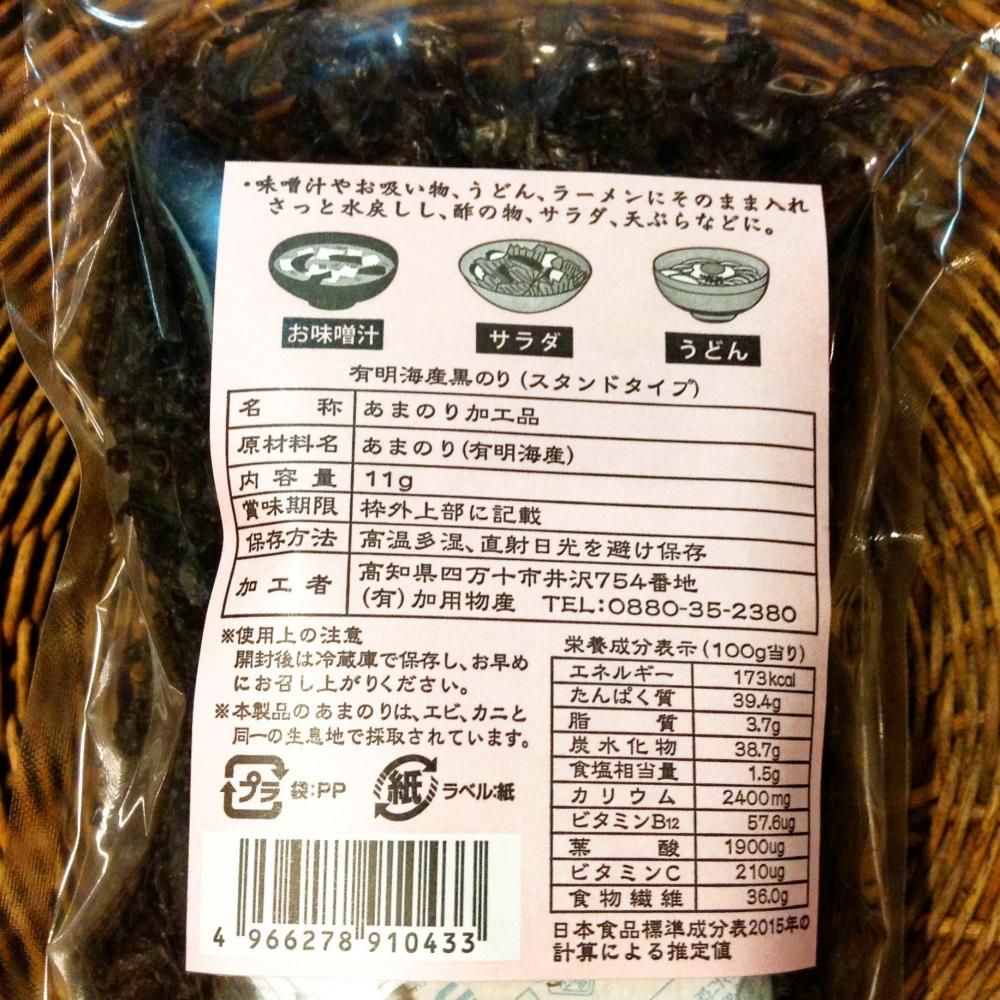 ・味噌汁やお吸い物、うどん、ラーメンにそのまま入れ
さっと水戻しし、酢の物、サラダ、天ぷらなどに。
お味噌汁
サラダ
うどん
有明海産黒のり(スタンドタイプ)
名称 あまのり加工品
原材料名 あまのり(有明海産)
内容量 11g
賞味期限 枠外上部に記載
保存方法 高温多湿、直射日光を避け保存
加工者 高知県四万十市井沢754番地
(有)加用物産 TEL:0880-35-2380
※使用上の注意
開封後は冷蔵庫で保存し、お早め
にお召し上がりください。
※本製品のあまのりは、エビ、カニと
同一の生息地で採取されています。
プラ 袋:PP 紙 ラベル:紙
4 966278 910433
栄養成分表示(100g当り)
エネルギー 173kcal
たんぱく質 39.4g
脂質 3.7g
炭水化物 38.7g
食塩相当量 1.5g
カリウム 2400mg
ビタミンB12 57.6ug
葉酸 1900ug
ビタミンC 210ug
食物繊維 36.0g
日本食品標準成分表2015年の
計算による推定値